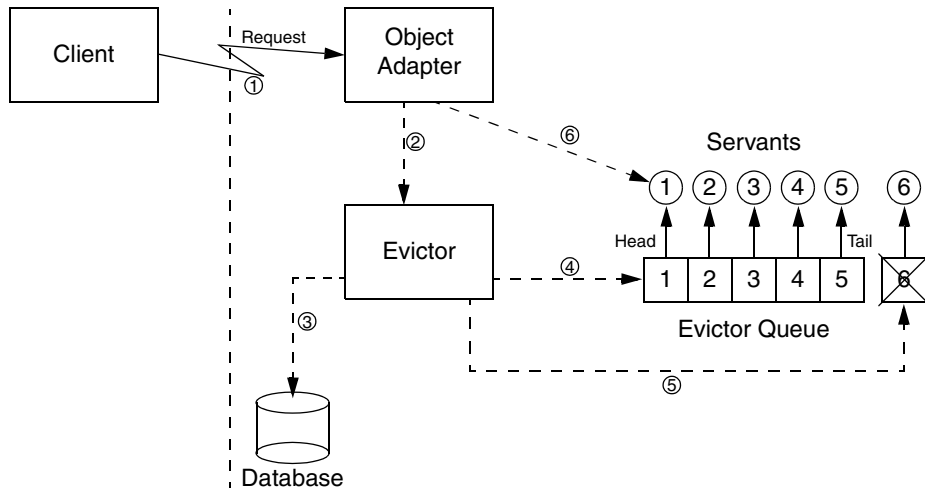 Client
Request
Object
Adapter
①
②
⑥
Servants
1 2 3 4 5 6
Evictor
Head
Tail
④
1 2 3 4 5 6
Evictor Queue
③
⑤
Database